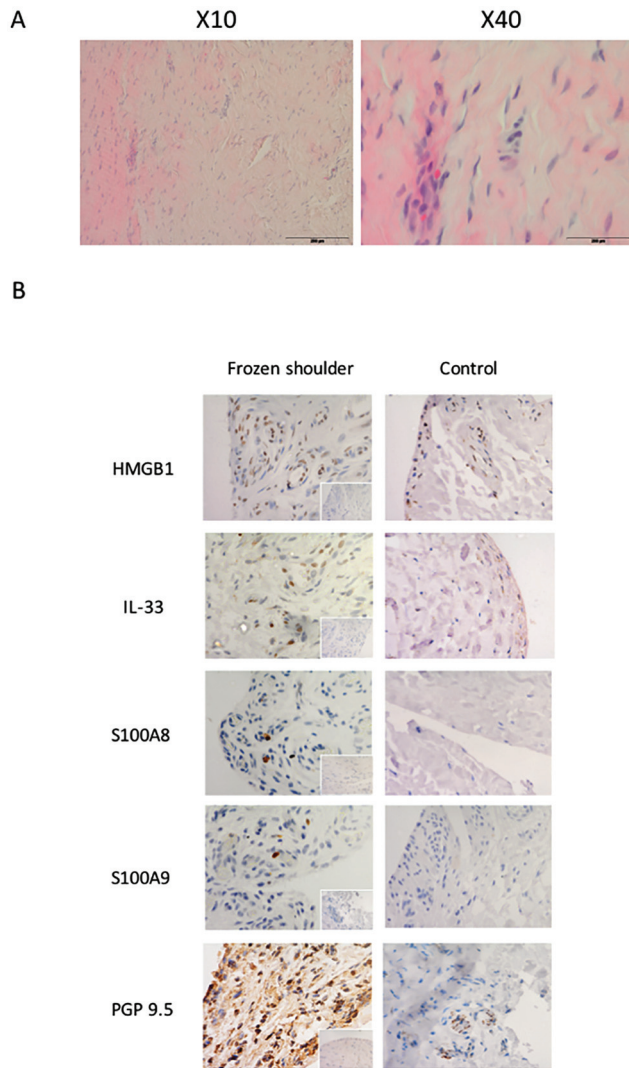 A
X10 X40
B
Frozen shoulder Control
HMGB1
IL-33
S100A8
S100A9
PGP 9.5